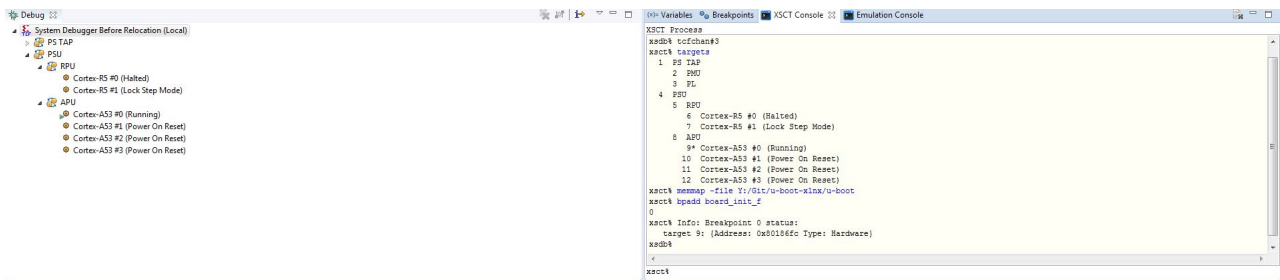 Debug
System Debugger Before Relocation (Local)
PS TAP
PSU
RPU
Cortex-R5 #0 (Halted)
Cortex-R5 #1 (Lock Step Mode)
APU
Cortex-A53 #0 (Running)
Cortex-A53 #1 (Power On Reset)
Cortex-A53 #2 (Power On Reset)
Cortex-A53 #3 (Power On Reset)
(x)= Variables Breakpoints XSCT Console Emulation Console
XSCT Process
xsdb% tcfchan#3
xsct% targets
1 PS TAP
2 PMU
3 PL
4 PSU
5 RPU
6 Cortex-R5 #0 (Halted)
7 Cortex-R5 #1 (Lock Step Mode)
8 APU
9* Cortex-A53 #0 (Running)
10 Cortex-A53 #1 (Power On Reset)
11 Cortex-A53 #2 (Power On Reset)
12 Cortex-A53 #3 (Power On Reset)
xsct% memmap -file Y:/Git/u-boot-xlnx/u-boot
xsct% bpadd board_init_f
0
xsct% Info: Breakpoint 0 status:
target 9: {Address: 0x80186fc Type: Hardware}
xsdb%
xsct%